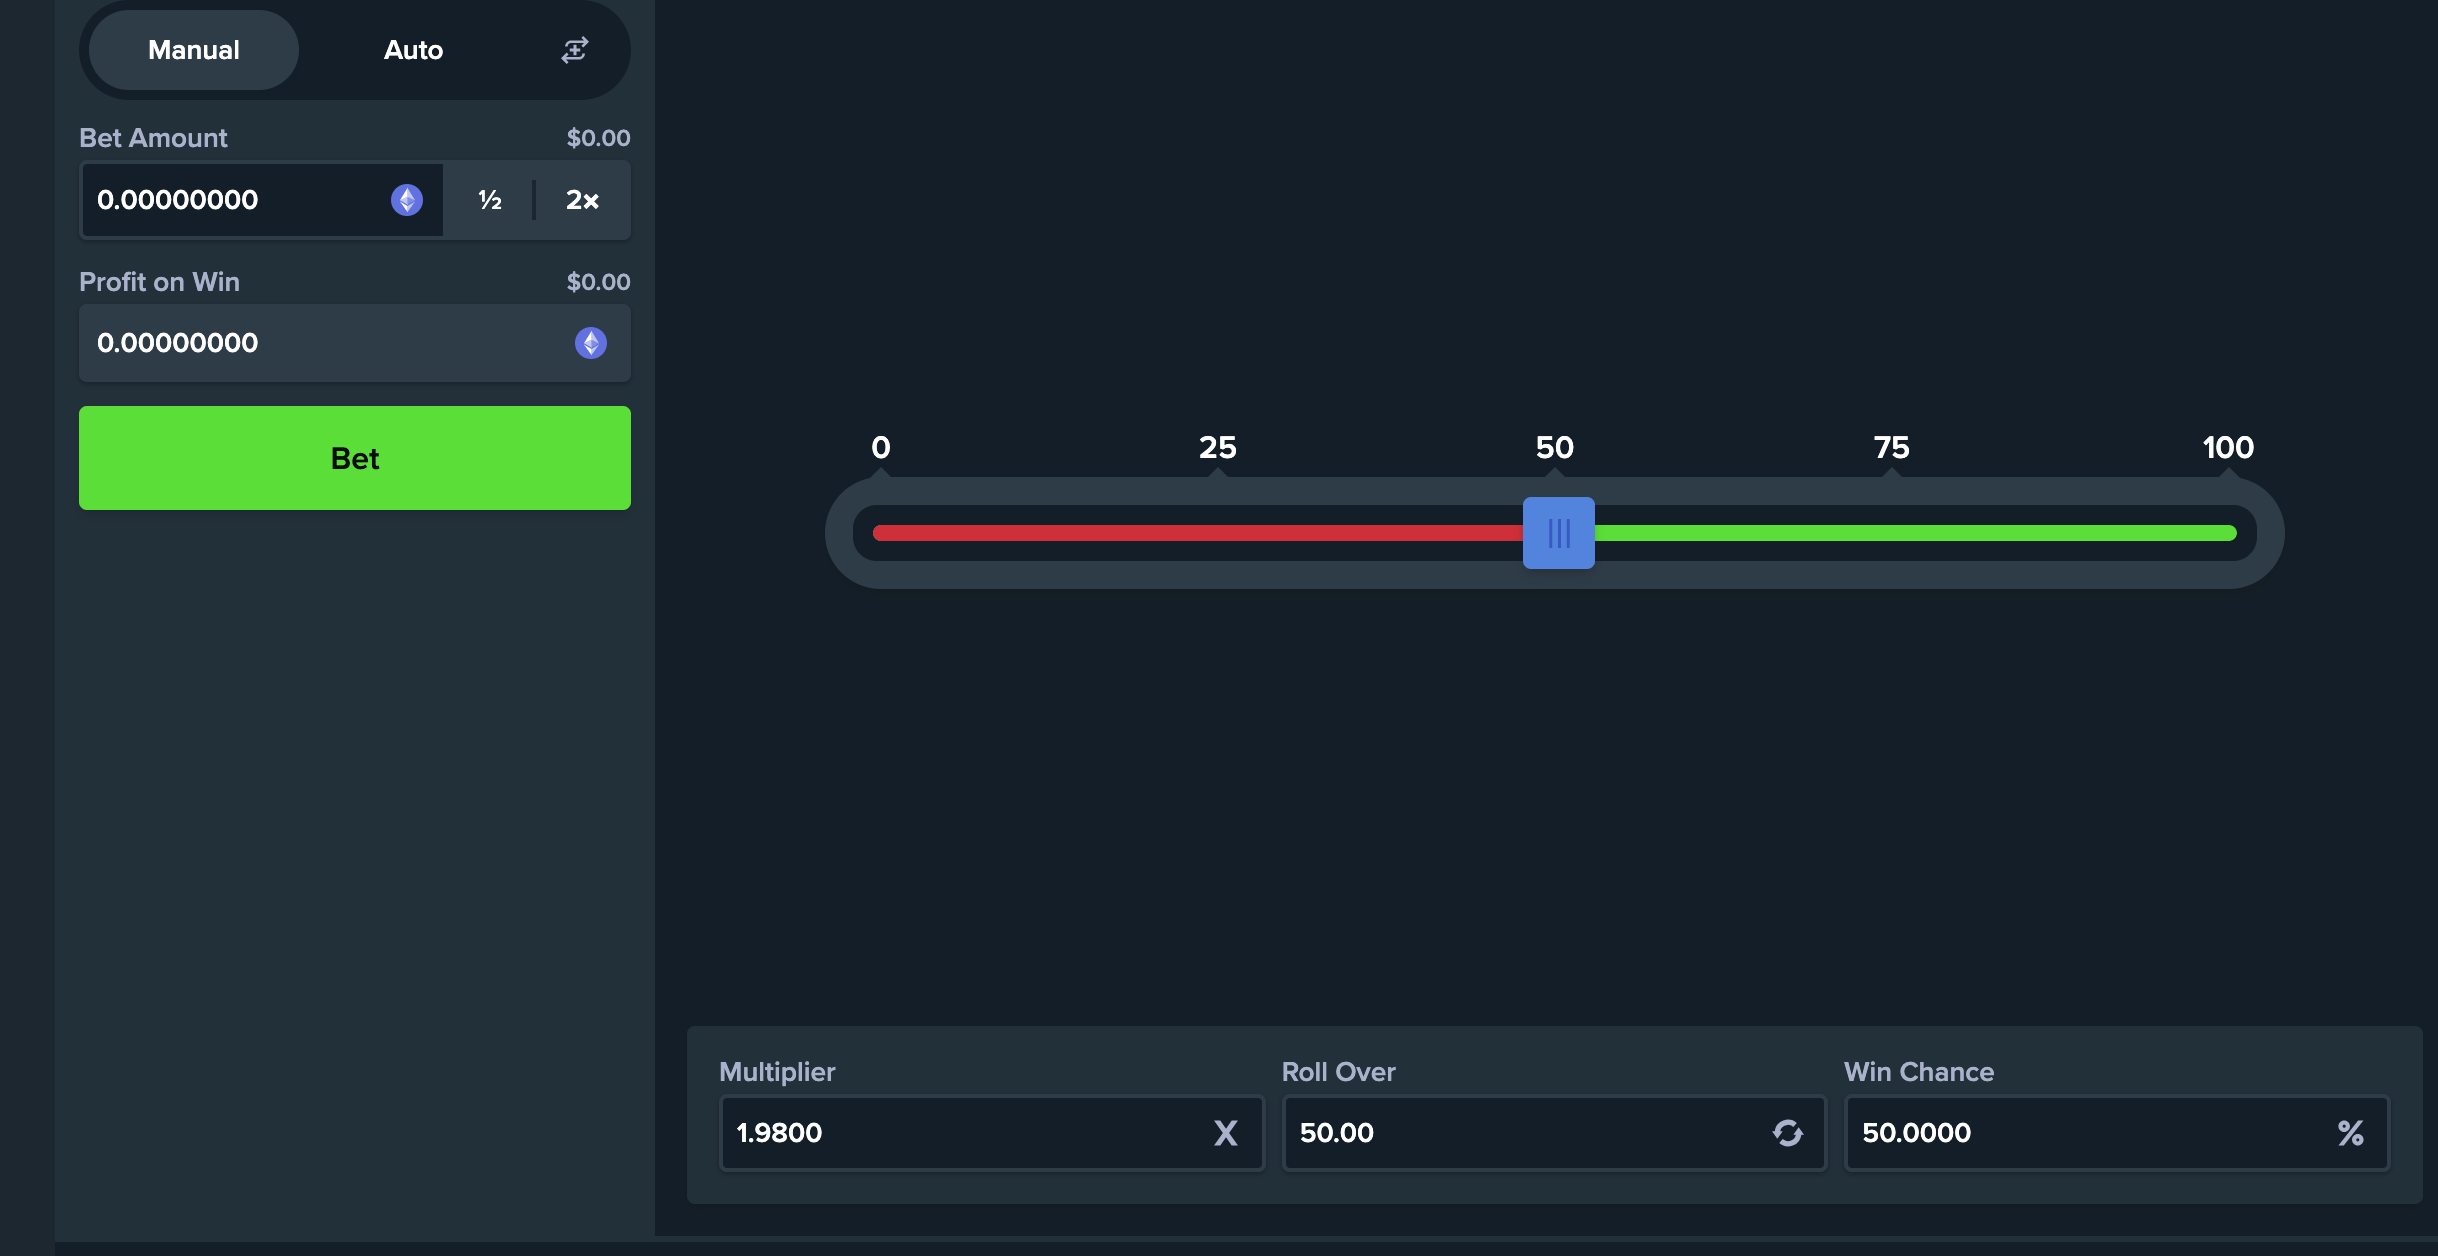 Manual Auto
Bet Amount $0.00
0.00000000 ½ 2×
Profit on Win $0.00
0.00000000
Bet
0 25 50 75 100
Multiplier Roll Over Win Chance
1.9800 X 50.00 50.0000 %